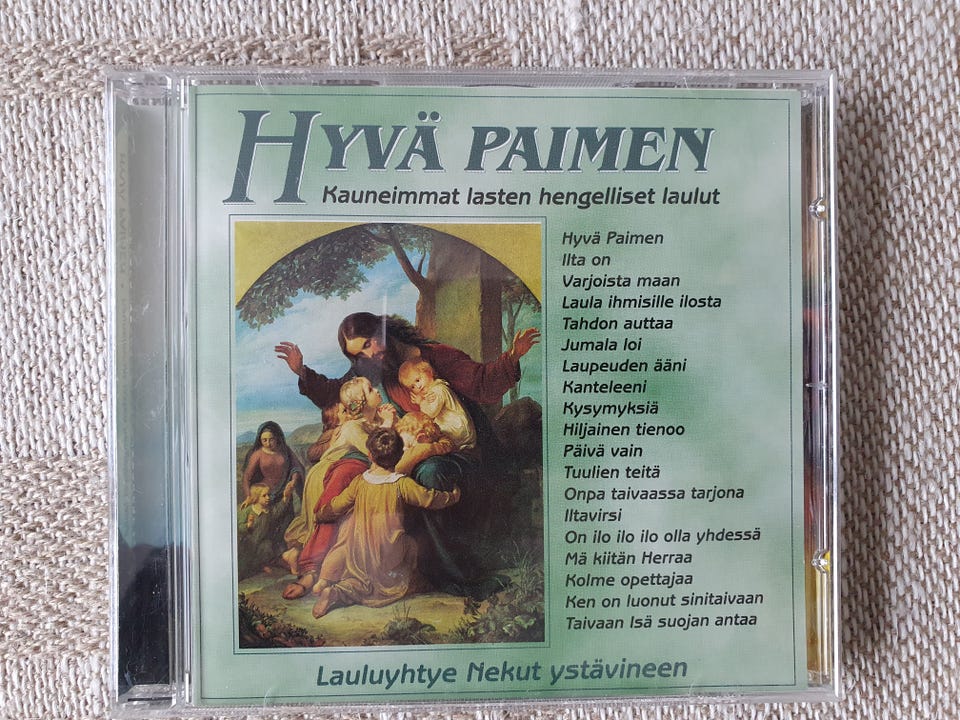 HYVÄ PAIMEN
Kauneimmat lasten hengelliset laulut
Hyvä Paimen
Ilta on
Varjoista maan
Laula ihmisille ilosta
Tahdon auttaa
Jumala loi
Laupeuden ääni
Kanteleeni
Kysymyksiä
Hiljainen tienoo
Päivä vain
Tuulien teitä
Onpa taivaassa tarjona
Iltavirsi
On ilo ilo ilo olla yhdessä
Mä kiitän Herraa
Kolme opettajaa
Ken on luonut sinitaivaan
Taivaan Isä suojan antaa
Lauluyhtye Nekut ystävineen